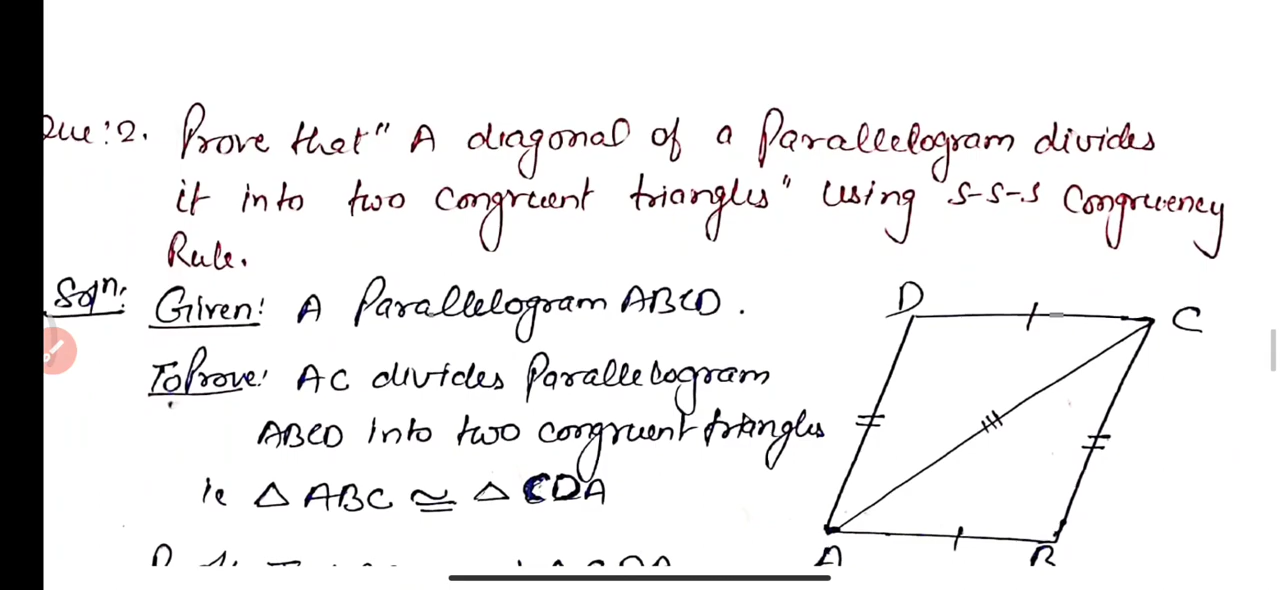 Que:2. Prove that "A diagonal of a Parallelogram divides
it into two congruent triangles" using S-S-S Congruency
Rule.
Soln: Given: A Parallelogram ABCD.
To Prove: AC divides Parallelogram
ABCD into two congruent triangles
ie △ ABC ≅ △ CDA
D
C
A
B